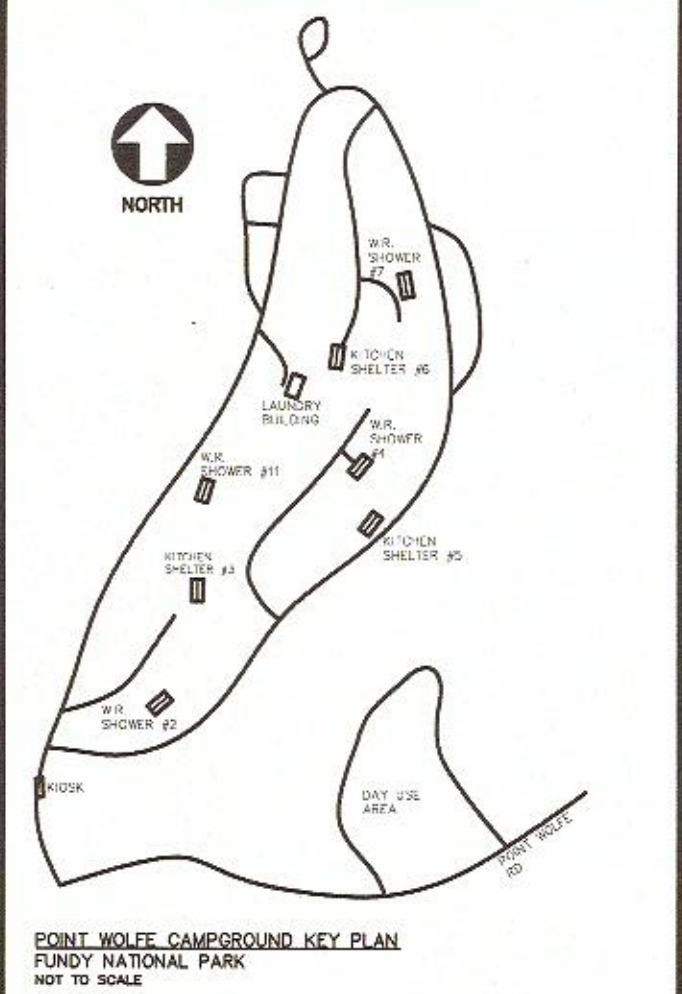 NORTH
W.R.
SHOWER
#7
KITCHEN
SHELTER #6
LAUNDRY
BUILDING
W.R.
SHOWER
#4
W.R.
SHOWER #11
KITCHEN
SHELTER #5
KITCHEN
SHELTER #3
W.R.
SHOWER #2
KIOSK
DAY USE
AREA
POINT WOLFE
RD
POINT WOLFE CAMPGROUND KEY PLAN
FUNDY NATIONAL PARK
NOT TO SCALE